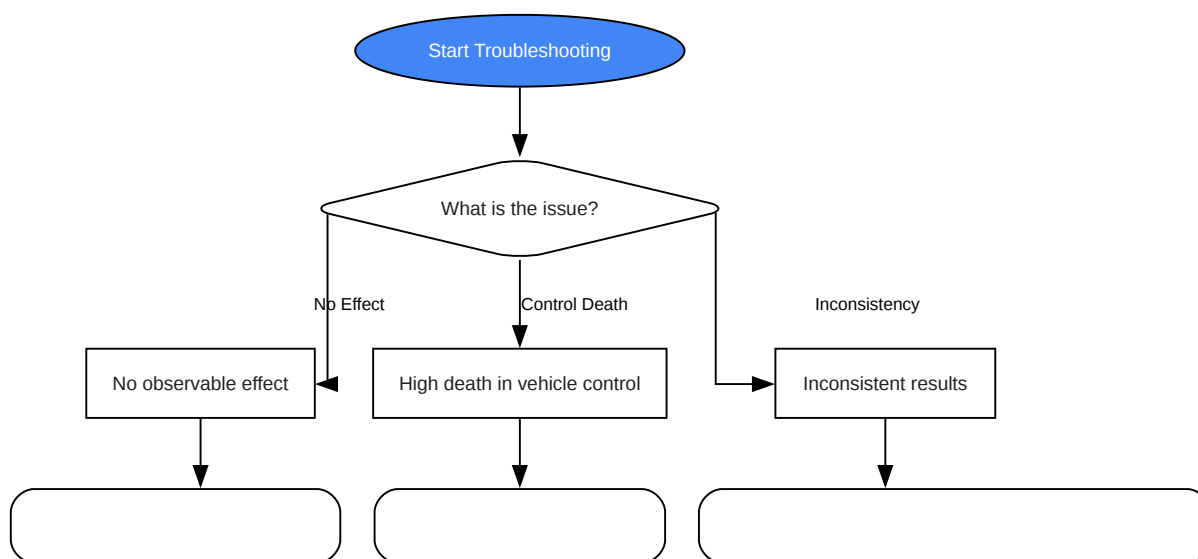 Start Troubleshooting
What is the issue?
No Effect
Control Death
Inconsistency
No observable effect
High death in vehicle control
Inconsistent results